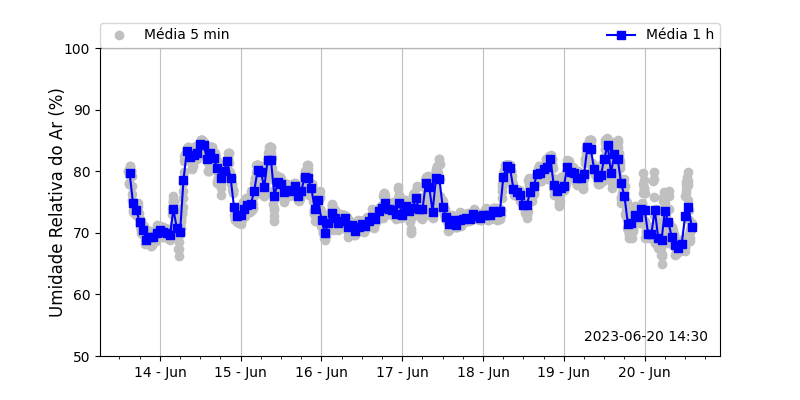 Média 5 min
Média 1 h
Umidade Relativa do Ar (%)
100
90
80
70
60
50
2023-06-20 14:30
14 - Jun
15 - Jun
16 - Jun
17 - Jun
18 - Jun
19 - Jun
20 - Jun